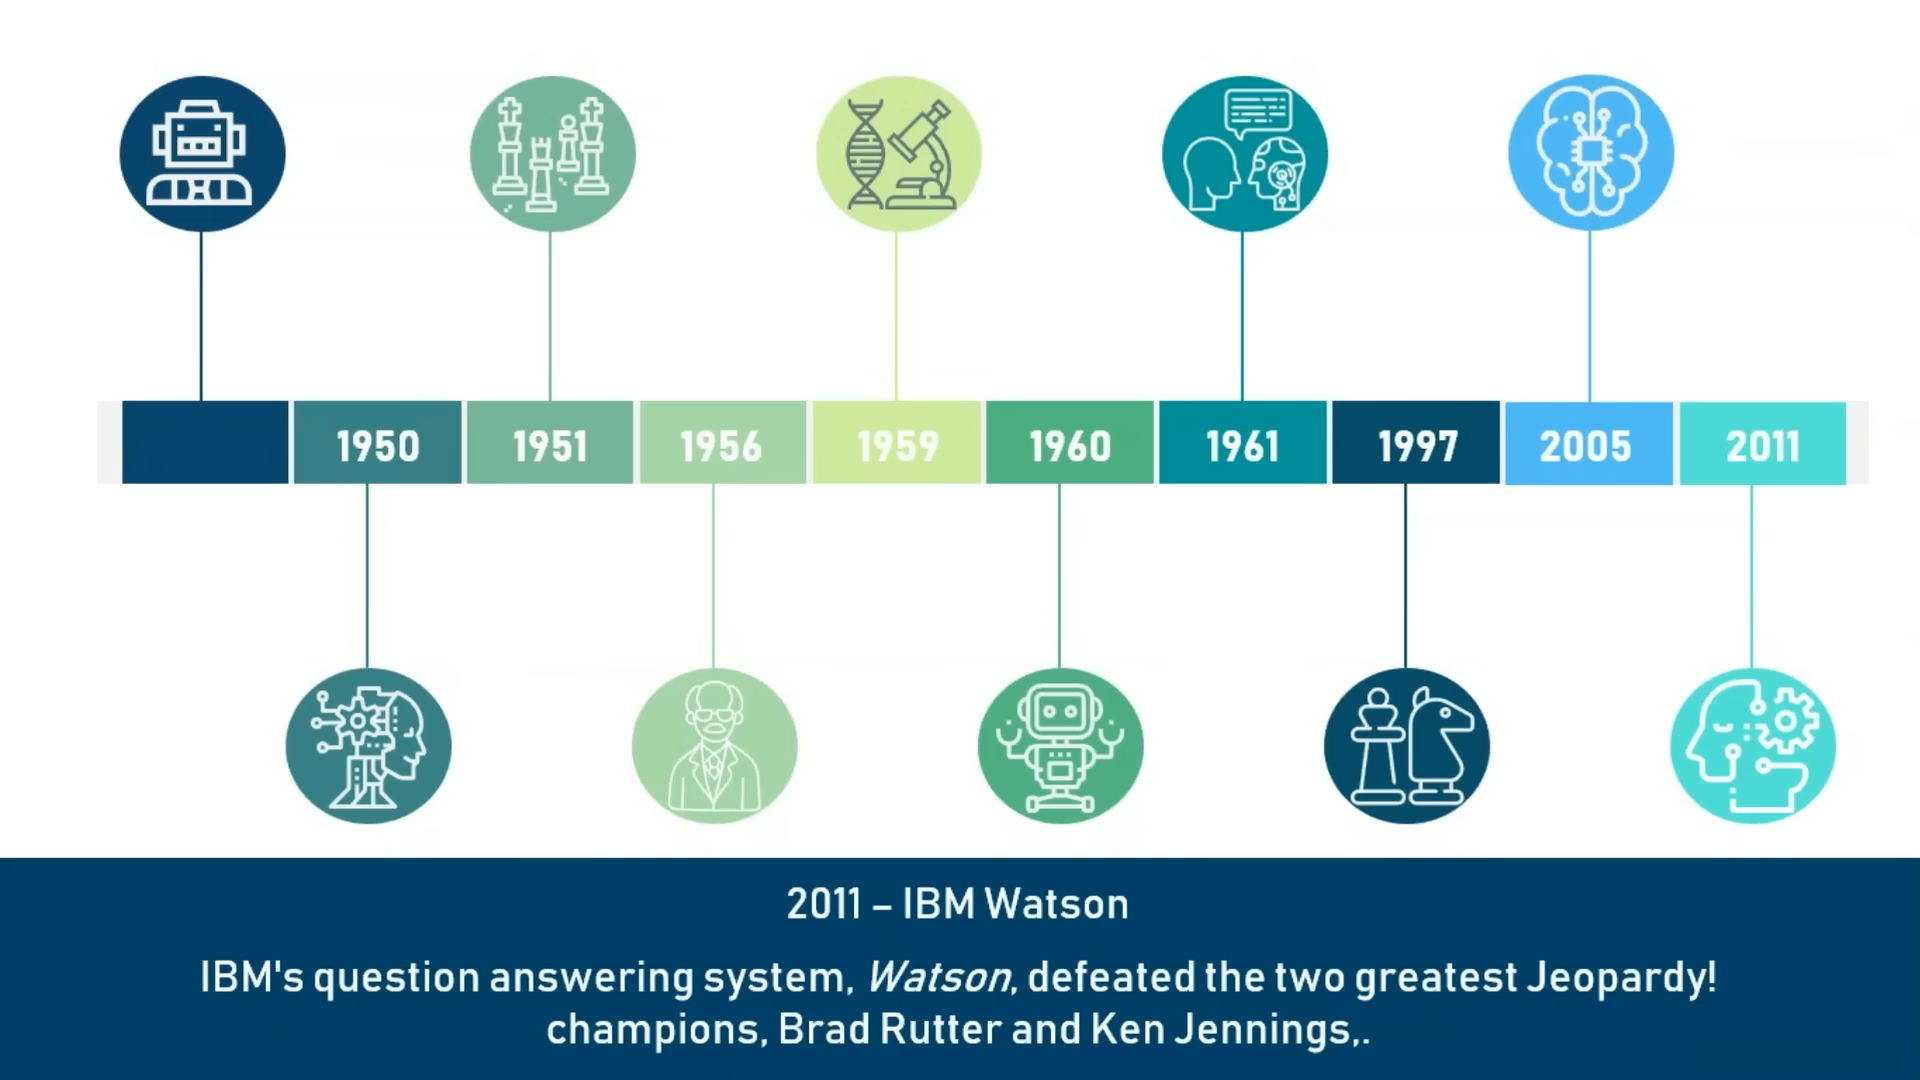 1950 1951 1956 1959 1960 1961 1997 2005 2011
2011 – IBM Watson
IBM's question answering system, Watson, defeated the two greatest Jeopardy!
champions, Brad Rutter and Ken Jennings,.